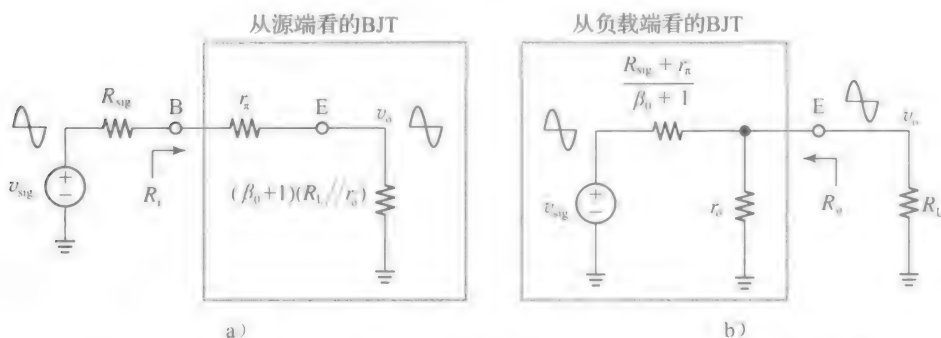 从源端看的BJT
R_sig
B
r_π
E
v_o
v_sig
R_i
(β_0+1)(R_L//r_o)
a)
从负载端看的BJT
R_sig + r_π
β_0 + 1
E
v_o
v_sig
r_o
R_o
R_L
b)